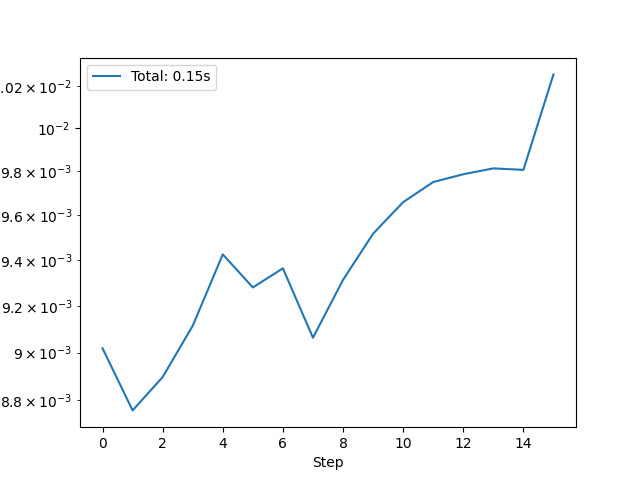 Total: 0.15s
.02 × 10⁻²
10⁻²
9.8 × 10⁻³
9.6 × 10⁻³
9.4 × 10⁻³
9.2 × 10⁻³
9 × 10⁻³
8.8 × 10⁻³
0 2 4 6 8 10 12 14
Step